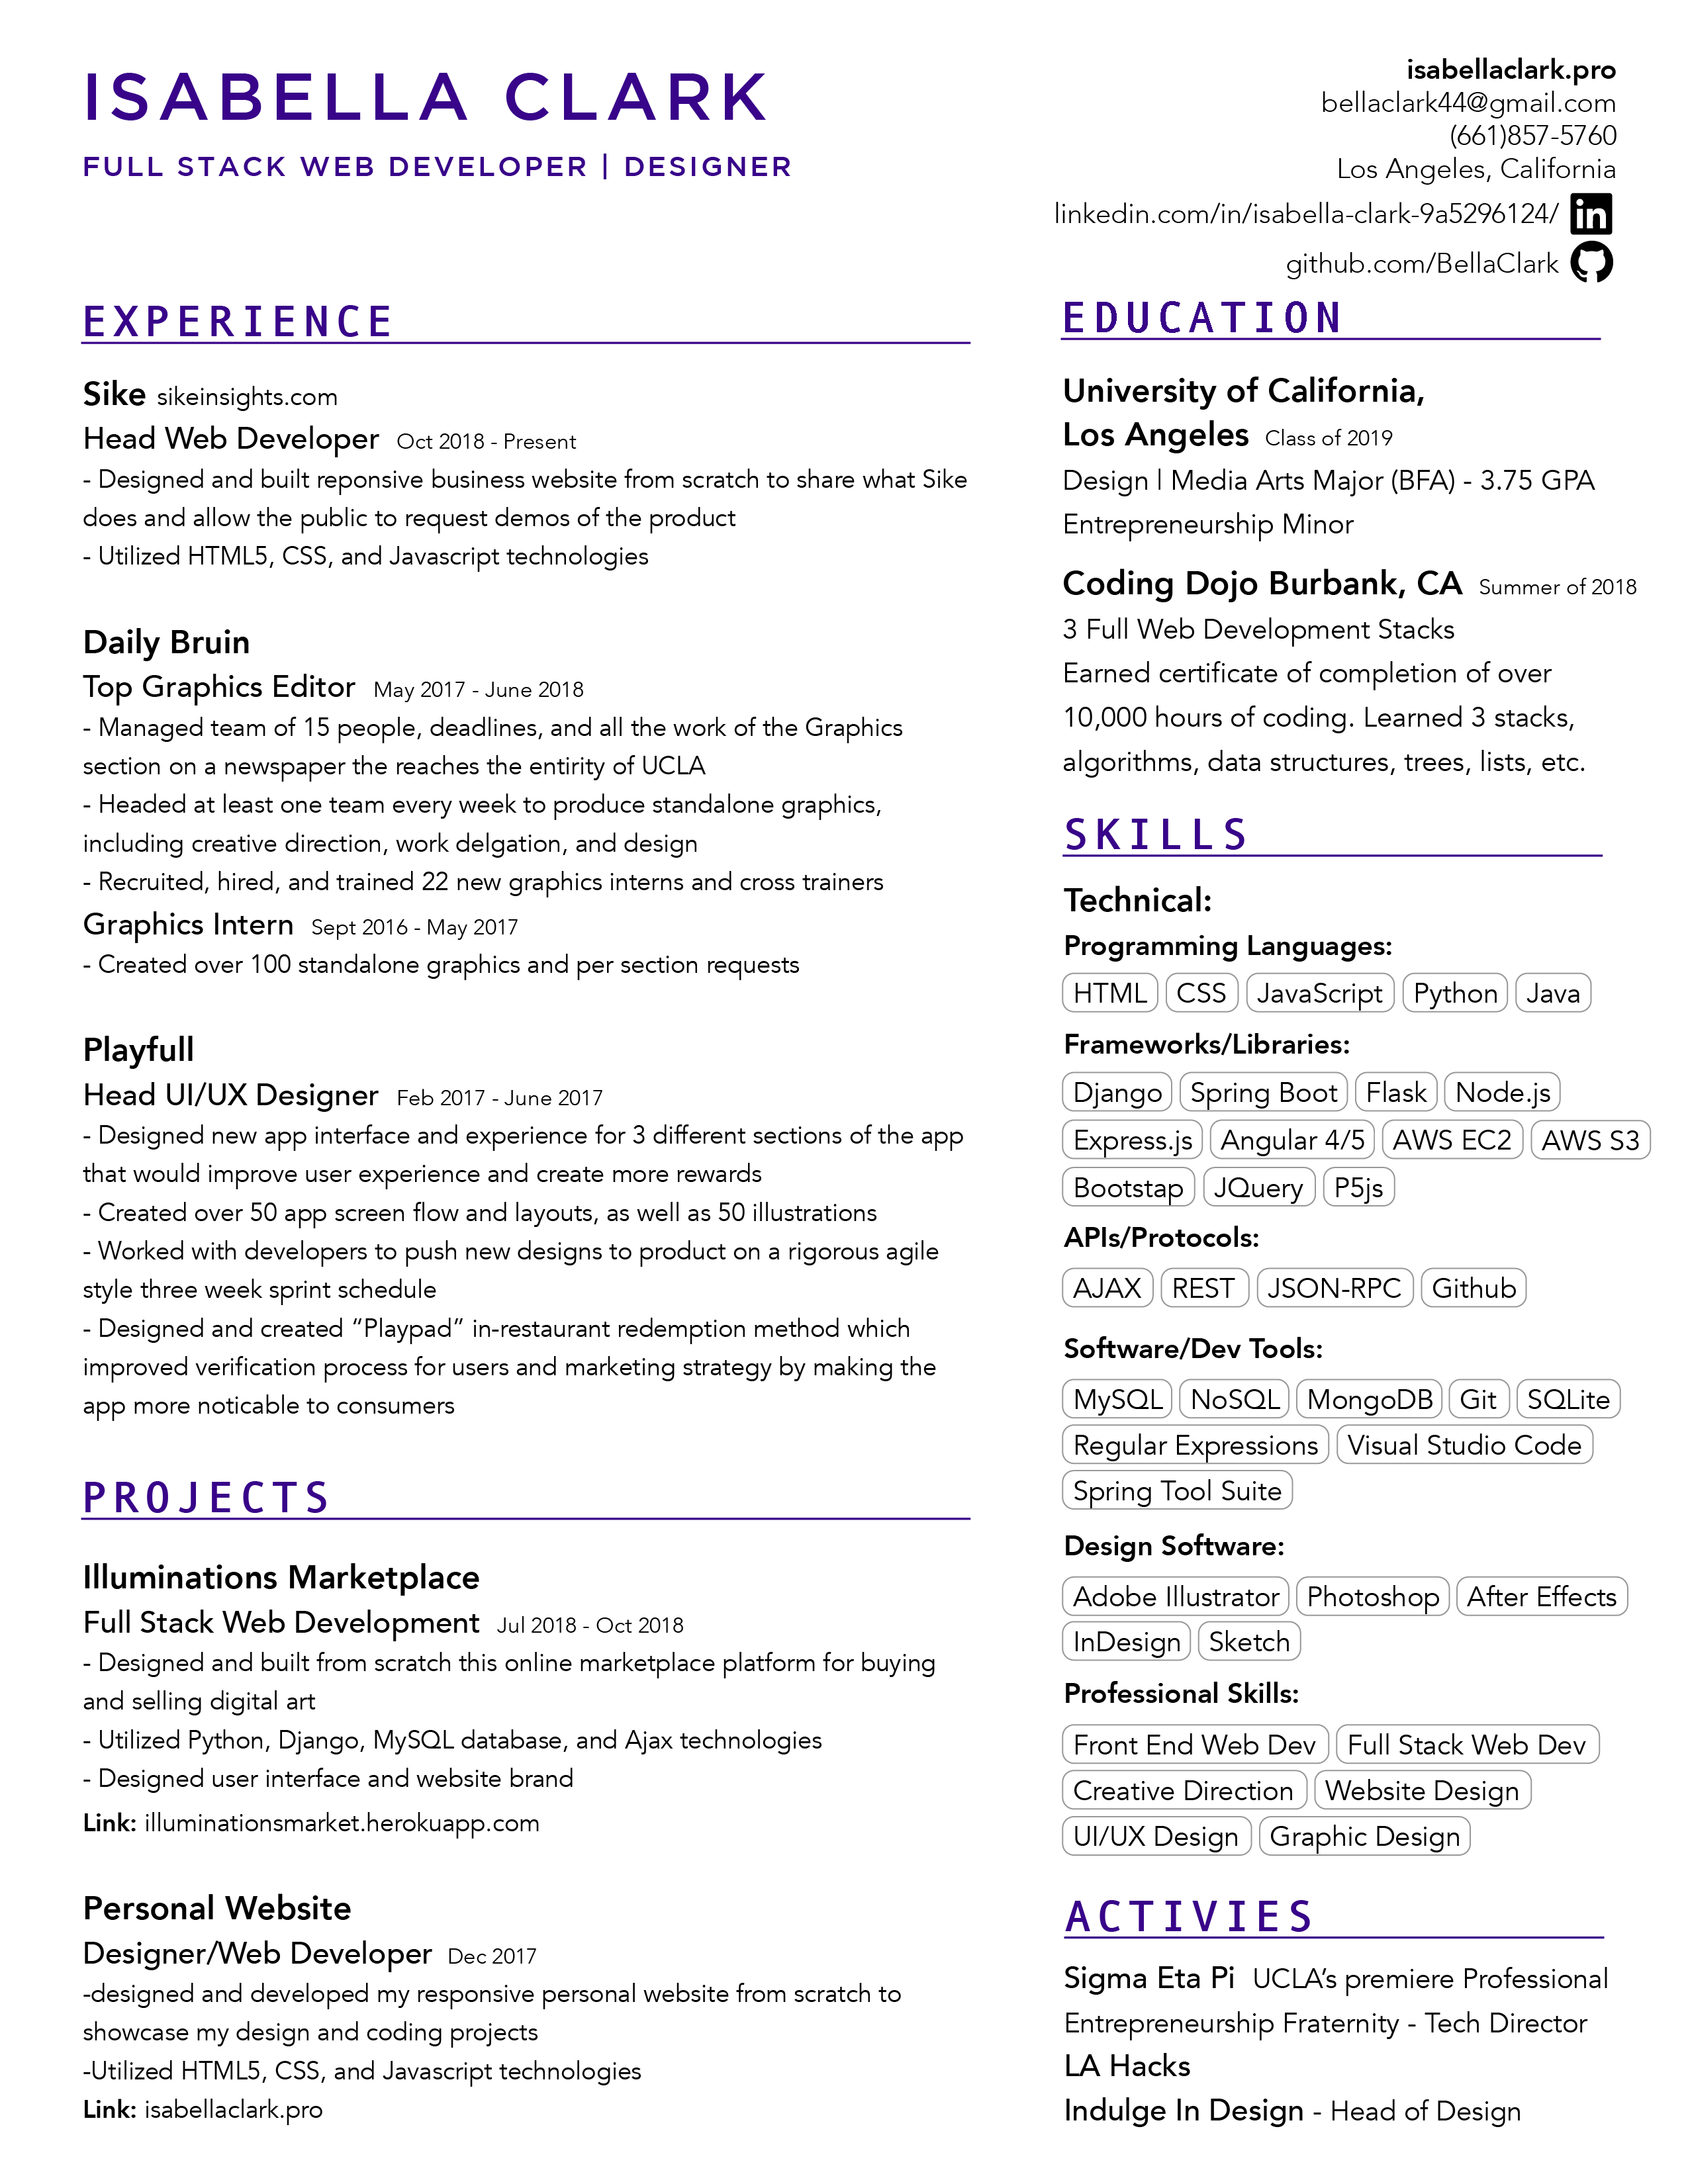 ISABELLA CLARK
FULL STACK WEB DEVELOPER | DESIGNER
isabellaclark.pro
bellaclark44@gmail.com
(661)857-5760
Los Angeles, California
linkedin.com/in/isabella-clark-9a5296124/ in
github.com/BellaClark
EXPERIENCE
Sike sikeinsights.com
Head Web Developer Oct 2018 - Present
- Designed and built reponsive business website from scratch to share what Sike
does and allow the public to request demos of the product
- Utilized HTML5, CSS, and Javascript technologies
Daily Bruin
Top Graphics Editor May 2017 - June 2018
- Managed team of 15 people, deadlines, and all the work of the Graphics
section on a newspaper the reaches the entirity of UCLA
- Headed at least one team every week to produce standalone graphics,
including creative direction, work delgation, and design
- Recruited, hired, and trained 22 new graphics interns and cross trainers
Graphics Intern Sept 2016 - May 2017
- Created over 100 standalone graphics and per section requests
Playfull
Head UI/UX Designer Feb 2017 - June 2017
- Designed new app interface and experience for 3 different sections of the app
that would improve user experience and create more rewards
- Created over 50 app screen flow and layouts, as well as 50 illustrations
- Worked with developers to push new designs to product on a rigorous agile
style three week sprint schedule
- Designed and created “Playpad” in-restaurant redemption method which
improved verification process for users and marketing strategy by making the
app more noticable to consumers
PROJECTS
Illuminations Marketplace
Full Stack Web Development Jul 2018 - Oct 2018
- Designed and built from scratch this online marketplace platform for buying
and selling digital art
- Utilized Python, Django, MySQL database, and Ajax technologies
- Designed user interface and website brand
Link: illuminationsmarket.herokuapp.com
Personal Website
Designer/Web Developer Dec 2017
-designed and developed my responsive personal website from scratch to
showcase my design and coding projects
-Utilized HTML5, CSS, and Javascript technologies
Link: isabellaclark.pro
EDUCATION
University of California,
Los Angeles Class of 2019
Design | Media Arts Major (BFA) - 3.75 GPA
Entrepreneurship Minor
Coding Dojo Burbank, CA Summer of 2018
3 Full Web Development Stacks
Earned certificate of completion of over
10,000 hours of coding. Learned 3 stacks,
algorithms, data structures, trees, lists, etc.
SKILLS
Technical:
Programming Languages:
HTML CSS JavaScript Python Java
Frameworks/Libraries:
Django Spring Boot Flask Node.js
Express.js Angular 4/5 AWS EC2 AWS S3
Bootstap JQuery P5js
APIs/Protocols:
AJAX REST JSON-RPC Github
Software/Dev Tools:
MySQL NoSQL MongoDB Git SQLite
Regular Expressions Visual Studio Code
Spring Tool Suite
Design Software:
Adobe Illustrator Photoshop After Effects
InDesign Sketch
Professional Skills:
Front End Web Dev Full Stack Web Dev
Creative Direction Website Design
UI/UX Design Graphic Design
ACTIVIES
Sigma Eta Pi UCLA’s premiere Professional
Entrepreneurship Fraternity - Tech Director
LA Hacks
Indulge In Design - Head of Design